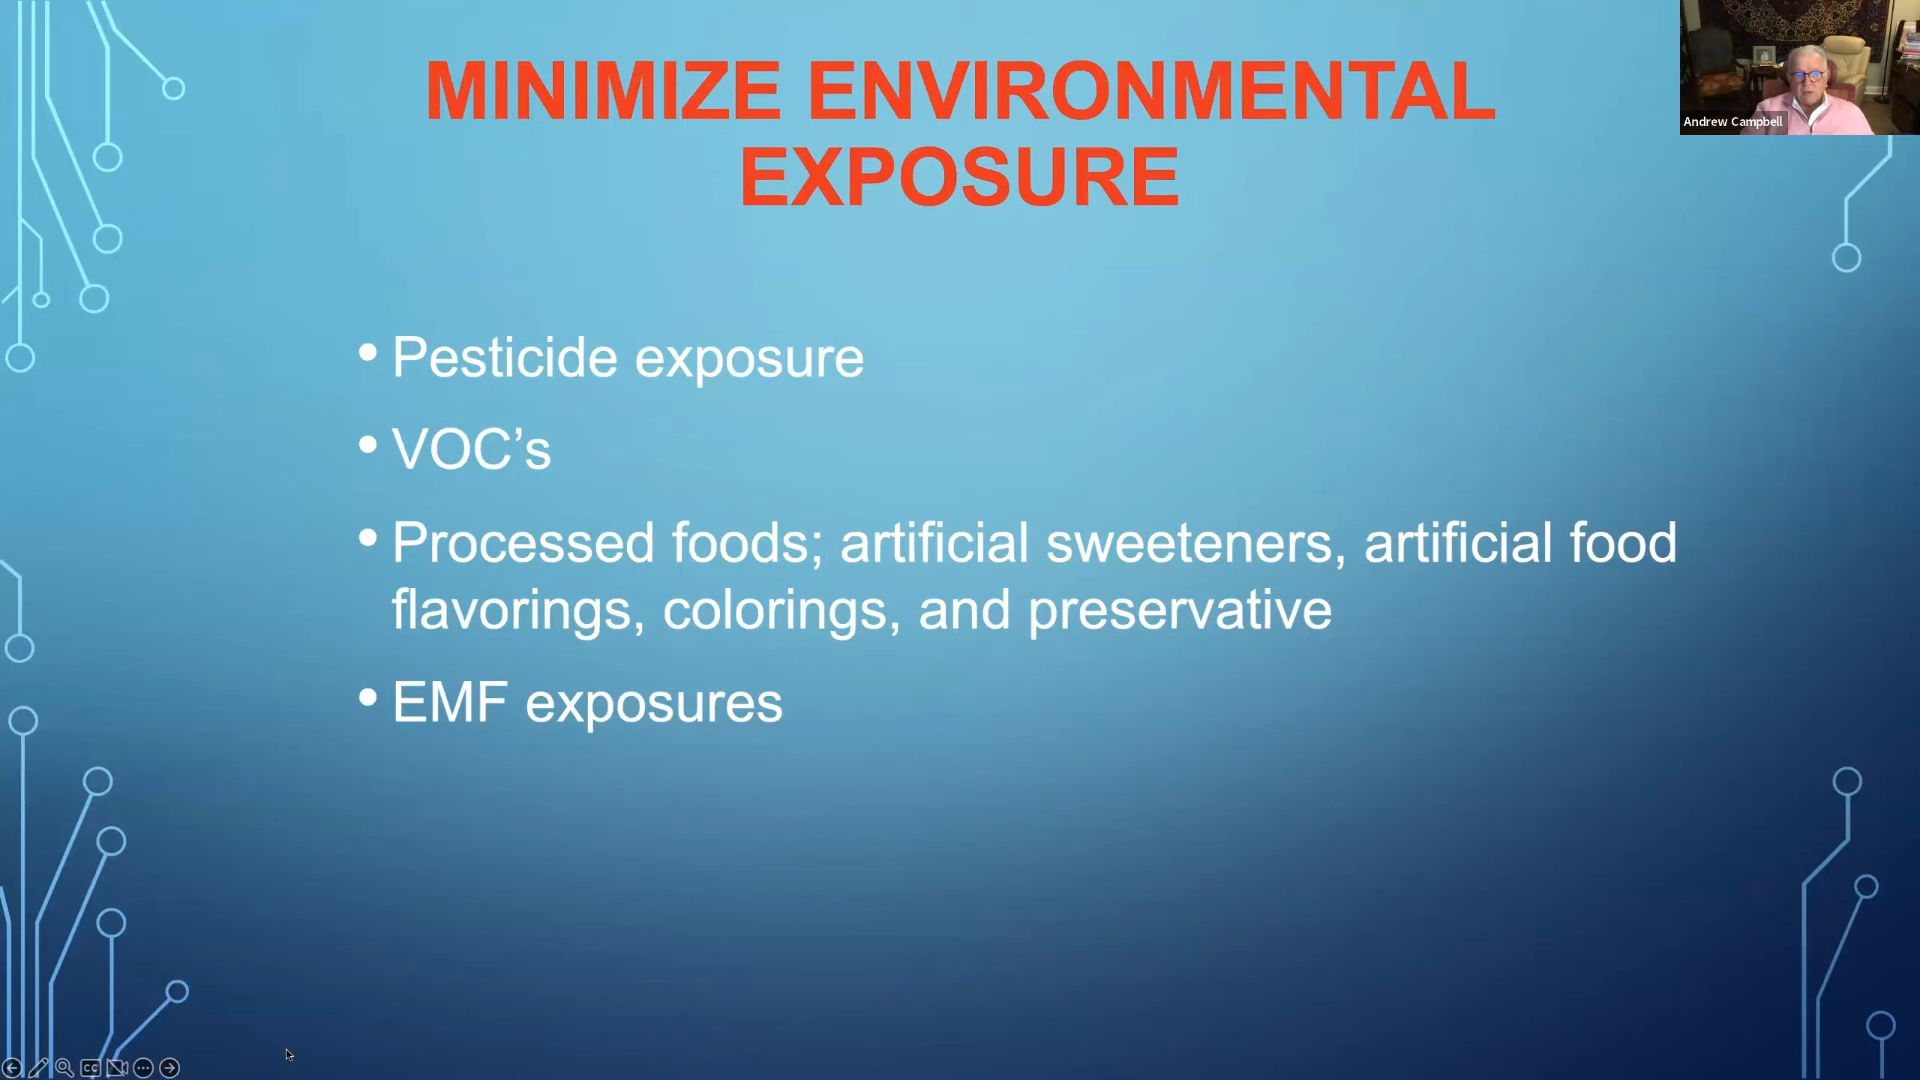 MINIMIZE ENVIRONMENTAL
EXPOSURE
Andrew Campbell
• Pesticide exposure
• VOC’s
• Processed foods; artificial sweeteners, artificial food
flavorings, colorings, and preservative
• EMF exposures
CC